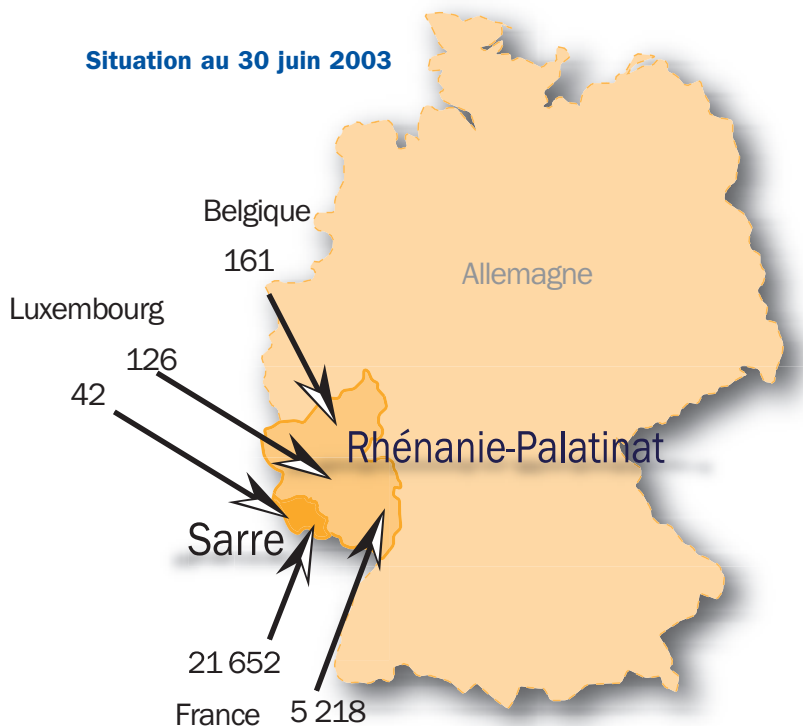 Situation au 30 juin 2003
Belgique
161
Allemagne
Luxembourg
126
42
Rhénanie-Palatinat
Sarre
21 652
France 5 218